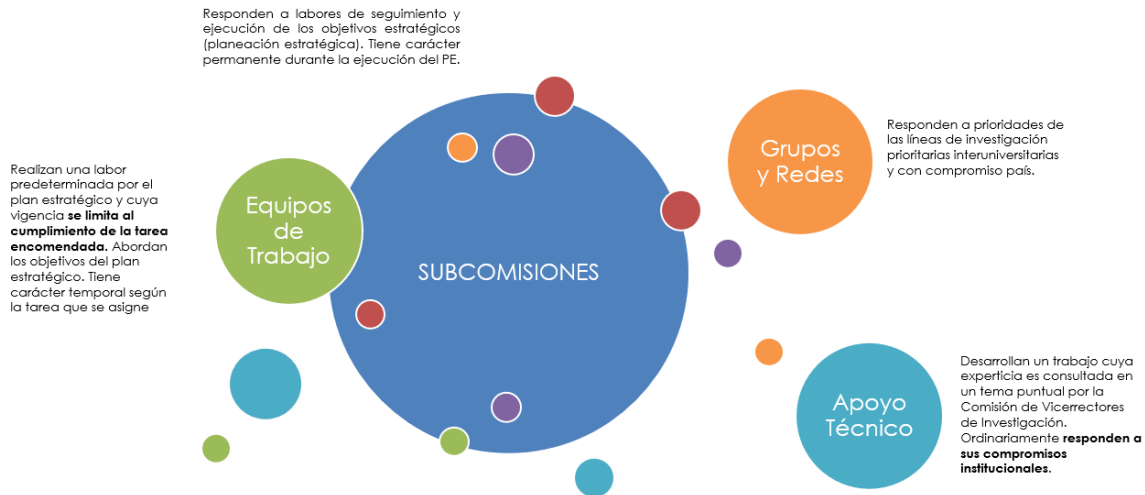 Responden a labores de seguimiento y
ejecución de los objetivos estratégicos
(planeación estratégica). Tiene carácter
permanente durante la ejecución del PE.
Grupos
y Redes
Responden a prioridades de
las líneas de investigación
prioritarias interuniversitarias
y con compromiso país.
Realizan una labor
predeterminada por el
plan estratégico y cuya
vigencia se limita al
cumplimiento de la tarea
encomendada. Abordan
los objetivos del plan
estratégico. Tiene
carácter temporal según
la tarea que se asigne
Equipos
de
Trabajo
SUBCOMISIONES
Apoyo
Técnico
Desarrollan un trabajo cuya
experticia es consultada en
un tema puntual por la
Comisión de Vicerrectores
de Investigación.
Ordinariamente responden a
sus compromisos
institucionales.